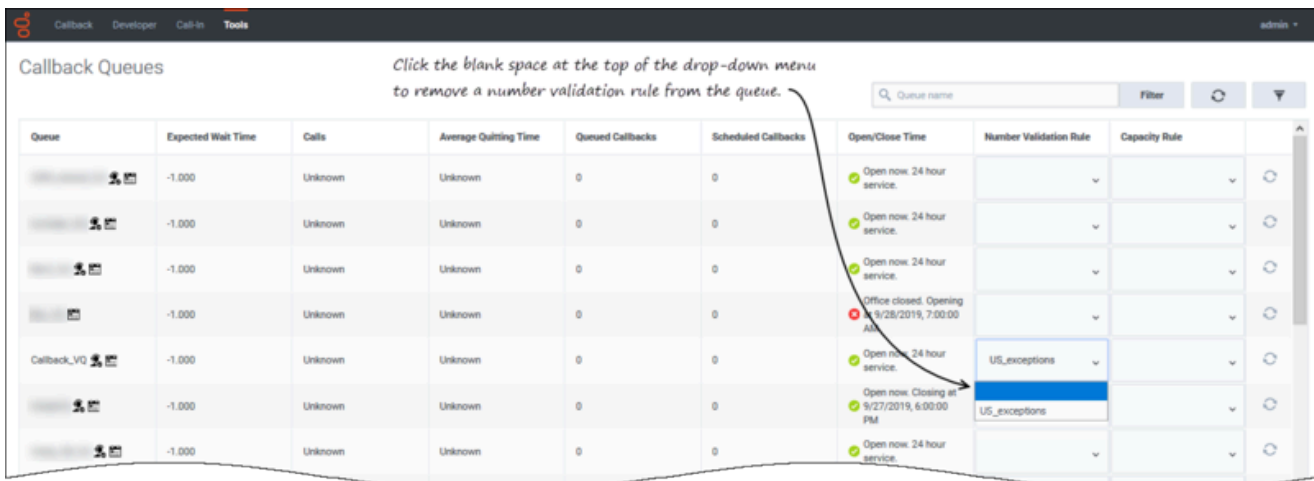 Callback Developer Call-In Tools admin
Callback Queues
Click the blank space at the top of the drop-down menu
to remove a number validation rule from the queue.
Queue name Filter
Queue Expected Wait Time Calls Average Quitting Time Queued Callbacks Scheduled Callbacks Open/Close Time Number Validation Rule Capacity Rule
-1.000 Unknown Unknown 0 0 Open now. 24 hour
service.
-1.000 Unknown Unknown 0 0 Open now. 24 hour
service.
-1.000 Unknown Unknown 0 0 Open now. 24 hour
service.
Office closed. Opening
-1.000 Unknown Unknown 0 0 at 9/28/2019, 7:00:00
AM
Callback_VQ -1.000 Unknown Unknown 0 0 Open now. 24 hour
service.
US_exceptions
Open now. Closing at
-1.000 Unknown Unknown 0 0 9/27/2019, 6:00:00
PM
US_exceptions
-1.000 Unknown Unknown 0 0 Open now. 24 hour
service.